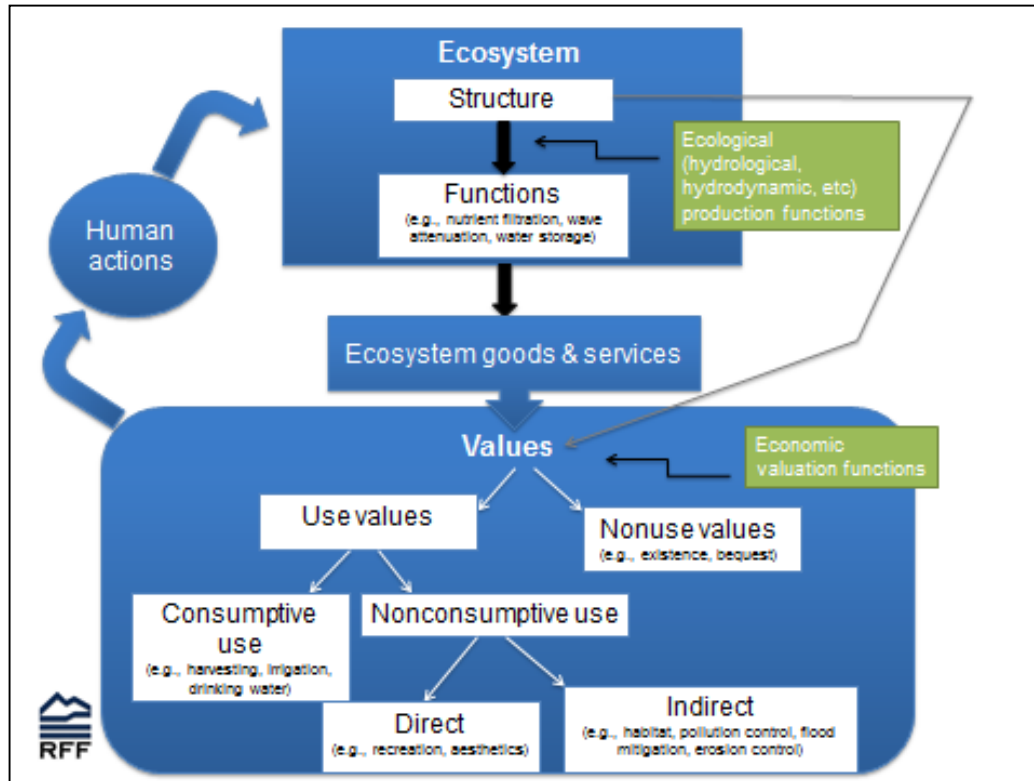 Ecosystem
Structure
Ecological
(hydrological,
hydrodynamic, etc)
production functions
Functions
(e.g., nutrient filtration, wave
attenuation, water storage)
Human
actions
Ecosystem goods & services
Values
Economic
valuation functions
Use values
Nonuse values
(e.g., existence, bequest)
Consumptive
use
(e.g., harvesting, irrigation,
drinking water)
Nonconsumptive use
Direct
(e.g., recreation, aesthetics)
Indirect
(e.g., habitat, pollution control, flood
mitigation, erosion control)
RFF